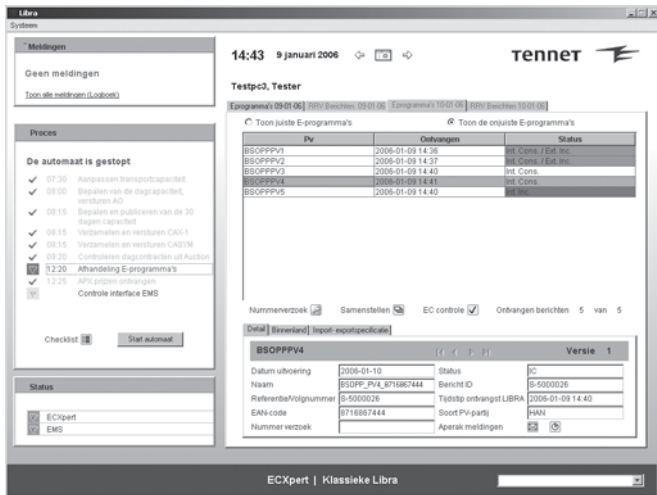 Libra
Systeem
Meldingen
Geen meldingen
Toon alle meldingen (Logboek)
Proces
De automaat is gestopt
07:30 Aanpassen transportcapaciteit
08:00 Bepalen van de dagcapaciteit,
versturen AO
08:15 Bepalen en publiceren van de 30
dagen capaciteit
08:15 Verzamelen en versturen CAX-1
08:15 Verzamelen en versturen CASYM
09:20 Controleren dagcontracten uit Auction
12:20 Afhandeling E-programma's
12:25 APX prijzen ontvangen
Controle interface EMS
Checklist Start automaat
Status
ECXpert
EMS
14:43 9 januari 2006
TenneT
Testpc3, Tester
Eprogramma's 09-01-06 RRV Berichten 09-01-06 Eprogramma's 10-01-06 RRV Berichten 10-01-06
Toon juiste E-programma's Toon de onjuiste E-programma's
Pv Ontvangen Status
BSOPPPV1 2006-01-09 14:36 Int. Cons. / Ext. Inc.
BSOPPPV2 2006-01-09 14:37 Int. Cons. / Ext. Inc.
BSOPPPV3 2006-01-09 14:40 Int. Cons.
BSOPPPV4 2006-01-09 14:41 Int. Cons.
BSOPPPV5 2006-01-09 14:40 Int. Inc.
Nummerverzoek Samenstellen EC controle Ontvangen berichten 5 van 5
Detail Binnenland Import- exportspecificatie
BSOPPPV4 Versie 1
Datum uitvoering 2006-01-10 Status IC
Naam BSOPP_PV4_8716867444 Bericht ID S-5000026
Referentie/Volgnummer S-5000026 Tijdstip ontvangst LIBRA 2006-01-09 14:40
EAN-code 8716867444 Soort PV-partij HAN
Nummer verzoek Aperak meldingen
ECXpert | Klassieke Libra